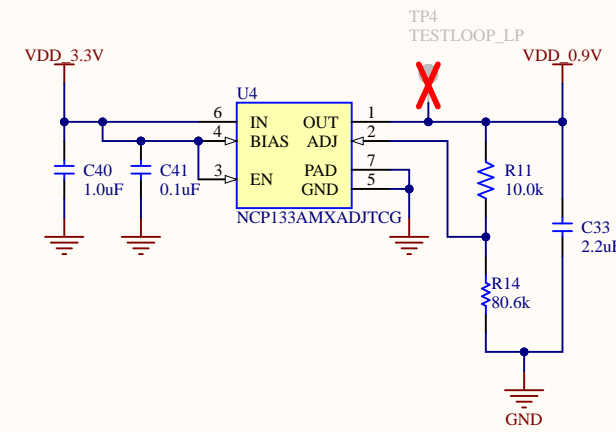 TP4
TESTLOOP_LP
VDD_3.3V
VDD_0.9V
U4
6 IN OUT 1
4 BIAS ADJ 2
3 EN PAD 7
GND 5
NCP133AMXADJTCG
C40
1.0uF
C41
0.1uF
R11
10.0k
C33
2.2uF
R14
80.6k
GND